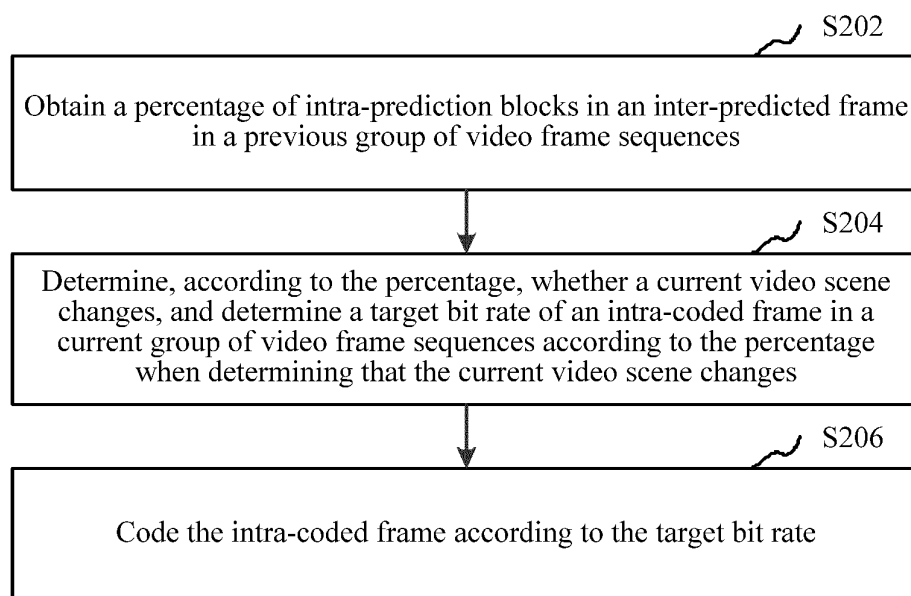 S202
Obtain a percentage of intra-prediction blocks in an inter-predicted frame
in a previous group of video frame sequences
S204
Determine, according to the percentage, whether a current video scene
changes, and determine a target bit rate of an intra-coded frame in a
current group of video frame sequences according to the percentage
when determining that the current video scene changes
S206
Code the intra-coded frame according to the target bit rate